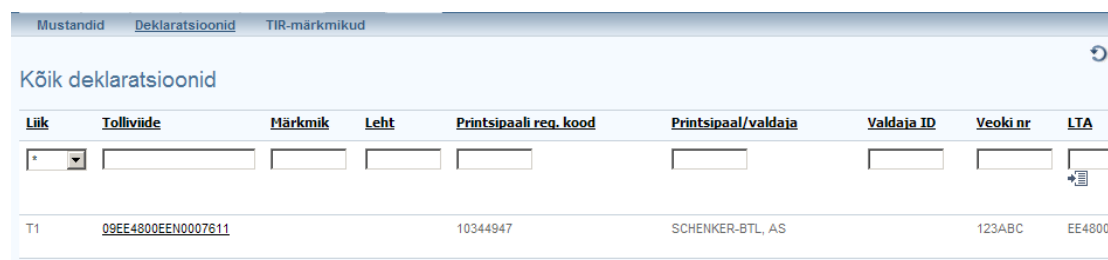 Mustandid Deklaratsioonid TIR-märkmikud
Kõik deklaratsioonid
Liik Tolliviide Märkmik Leht Printsipaali reg. kood Printsipaal/valdaja Valdaja ID Veoki nr LTA
*
T1 09EE4800EEN0007611 10344947 SCHENKER-BTL, AS 123ABC EE4800